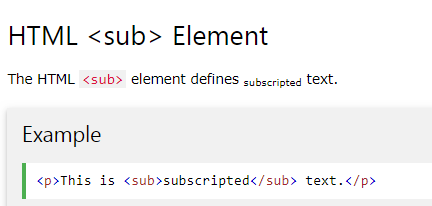 HTML <sub> Element
The HTML <sub> element defines subscripted text.
Example
<p>This is <sub>subscripted</sub> text.</p>